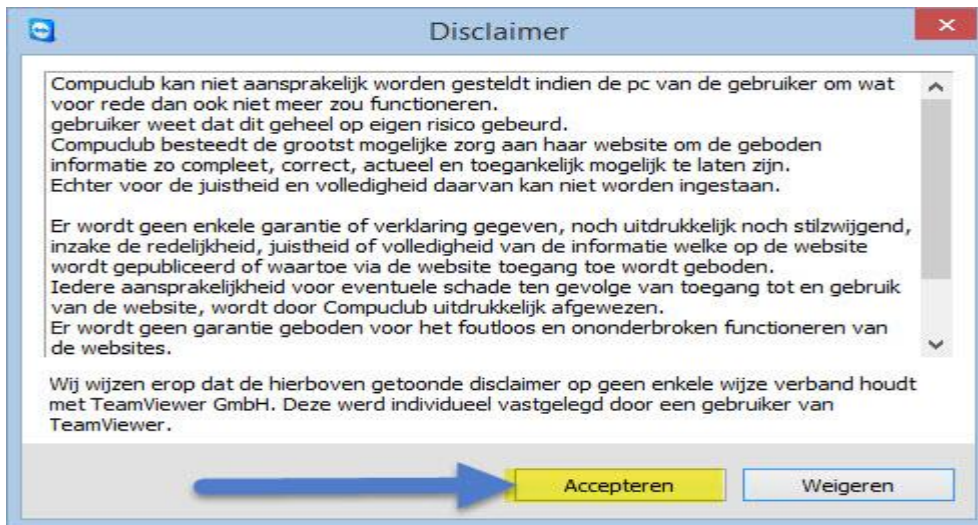 Disclaimer
Compuclub kan niet aansprakelijk worden gesteldt indien de pc van de gebruiker om wat
voor rede dan ook niet meer zou functioneren.
gebruiker weet dat dit geheel op eigen risico gebeurd.
Compuclub besteedt de grootst mogelijke zorg aan haar website om de geboden
informatie zo compleet, correct, actueel en toegankelijk mogelijk te laten zijn.
Echter voor de juistheid en volledigheid daarvan kan niet worden ingestaan.
Er wordt geen enkele garantie of verklaring gegeven, noch uitdrukkelijk noch stilzwijgend,
inzake de redelijkheid, juistheid of volledigheid van de informatie welke op de website
wordt gepubliceerd of waartoe via de website toegang toe wordt geboden.
Iedere aansprakelijkheid voor eventuele schade ten gevolge van toegang tot en gebruik
van de website, wordt door Compuclub uitdrukkelijk afgewezen.
Er wordt geen garantie geboden voor het foutloos en ononderbroken functioneren van
de websites.
Wij wijzen erop dat de hierboven getoonde disclaimer op geen enkele wijze verband houdt
met TeamViewer GmbH. Deze werd individueel vastgelegd door een gebruiker van
TeamViewer.
Accepteren
Weigeren